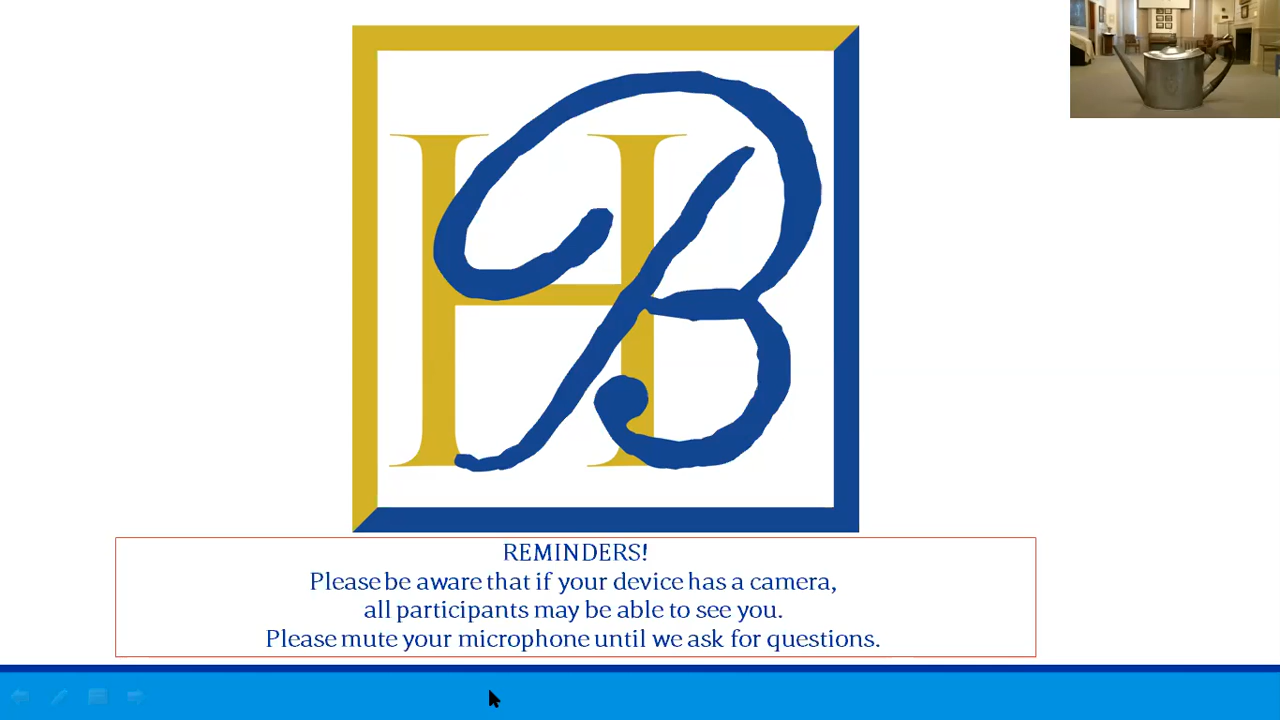 HB
REMINDERS!
Please be aware that if your device has a camera,
all participants may be able to see you.
Please mute your microphone until we ask for questions.